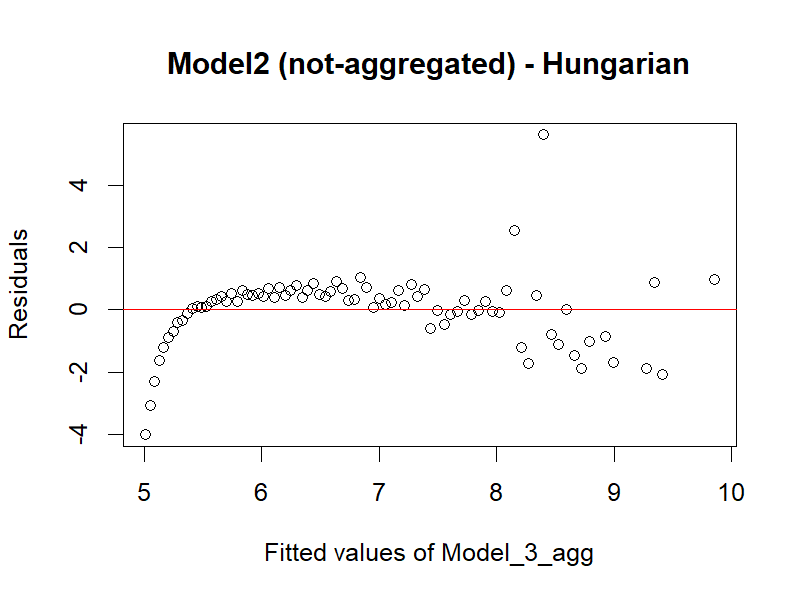 Model2 (not-aggregated) - Hungarian
Residuals
4
2
0
-2
-4
5 6 7 8 9 10
Fitted values of Model_3_agg